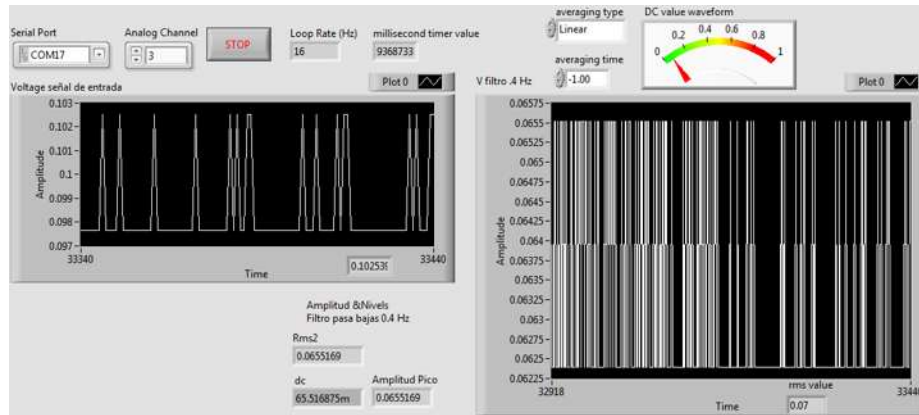 Serial Port
COM17
Analog Channel
3
STOP
Loop Rate (Hz)
16
millisecond timer value
9368733
averaging type
Linear
averaging time
-1.00
DC value waveform
0 0.2 0.4 0.6 0.8 1
Voltage señal de entrada
Plot 0
0.103
0.102
0.101
0.1
0.099
0.098
0.097
Amplitude
33340
33440
Time
0.102539
V filtro .4 Hz
Plot 0
0.06575
0.0655
0.06525
0.065
0.06475
0.0645
0.06425
0.064
0.06375
0.0635
0.06325
0.063
0.06275
0.0625
0.06225
Amplitude
32918
Time
rms value
0.07
Amplitud &Nivels
Filtro pasa bajas 0.4 Hz
Rms2
0.0655169
dc
65.516875m
Amplitud Pico
0.0655169